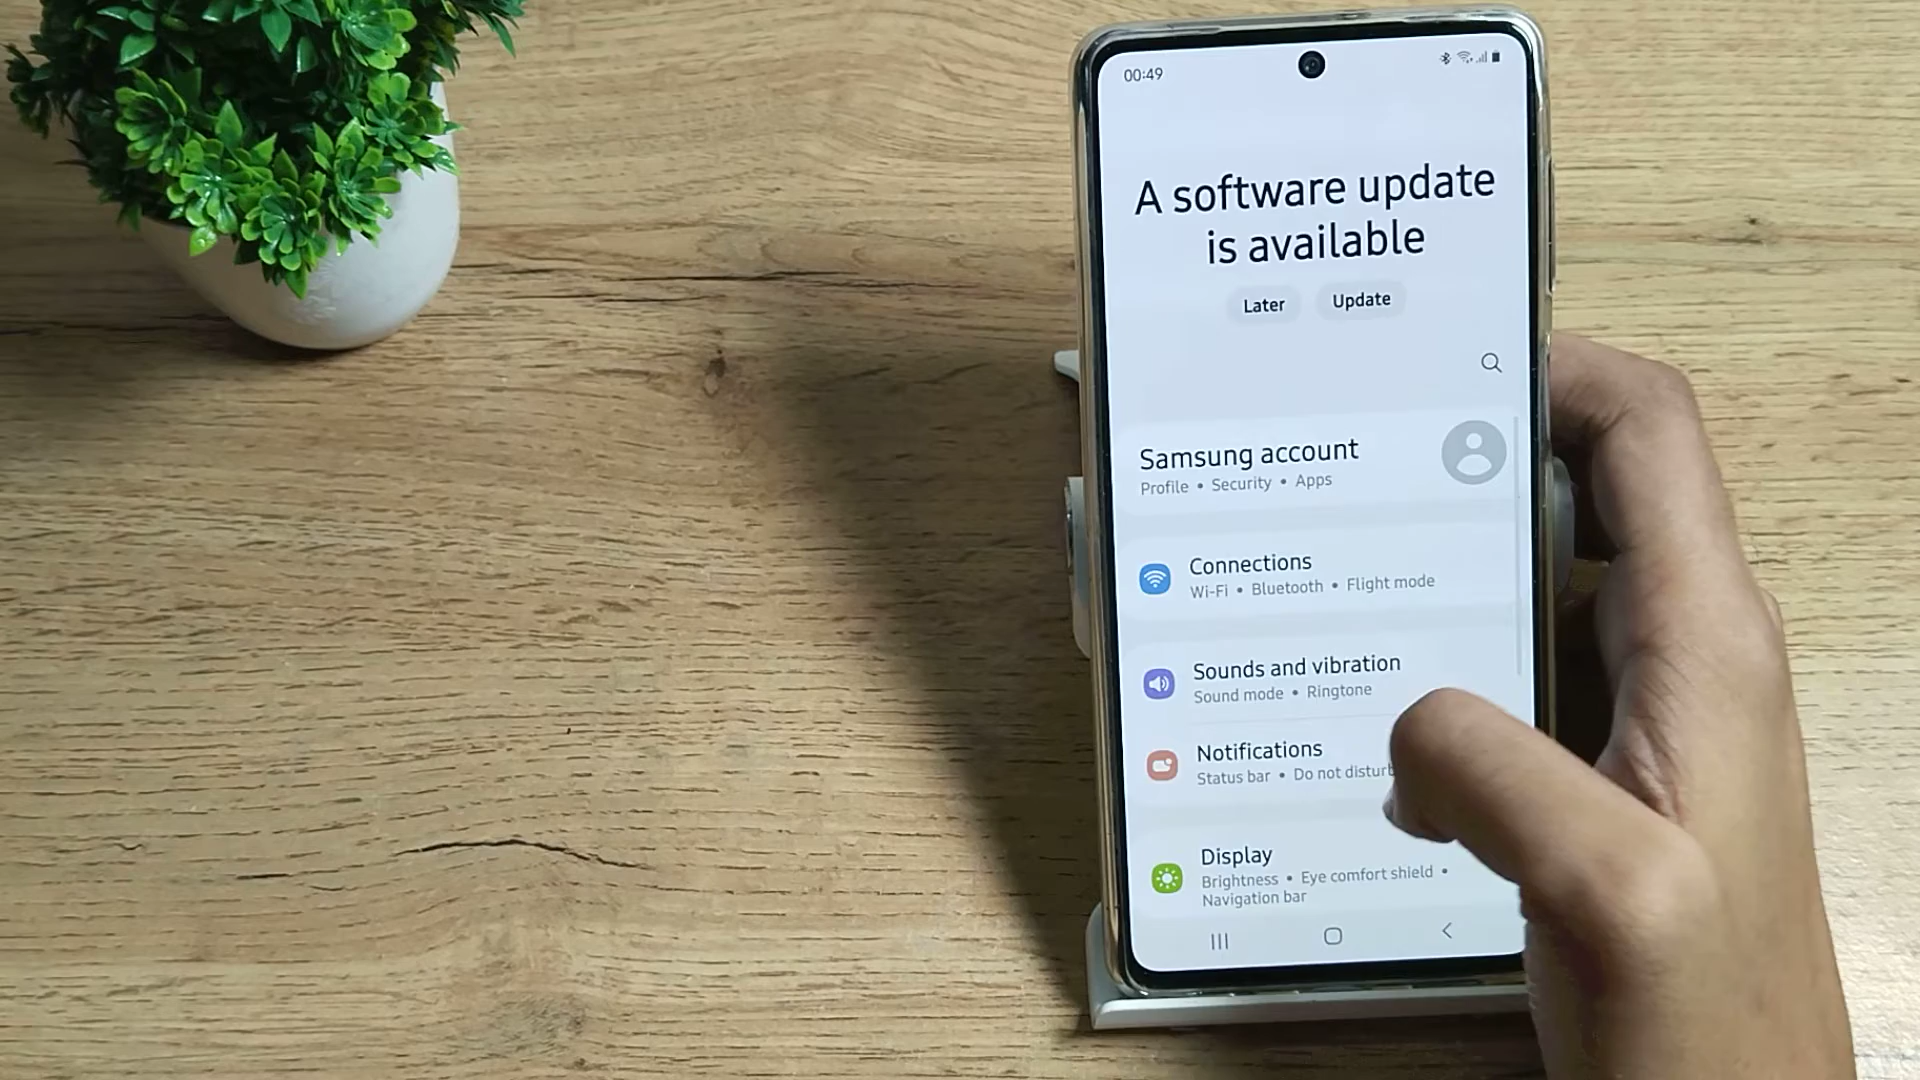 00:49
A software update
is available
Later Update
Samsung account
Profile • Security • Apps
Connections
Wi-Fi • Bluetooth • Flight mode
Sounds and vibration
Sound mode • Ringtone
Notifications
Status bar • Do not disturb
Display
Brightness • Eye comfort shield •
Navigation bar